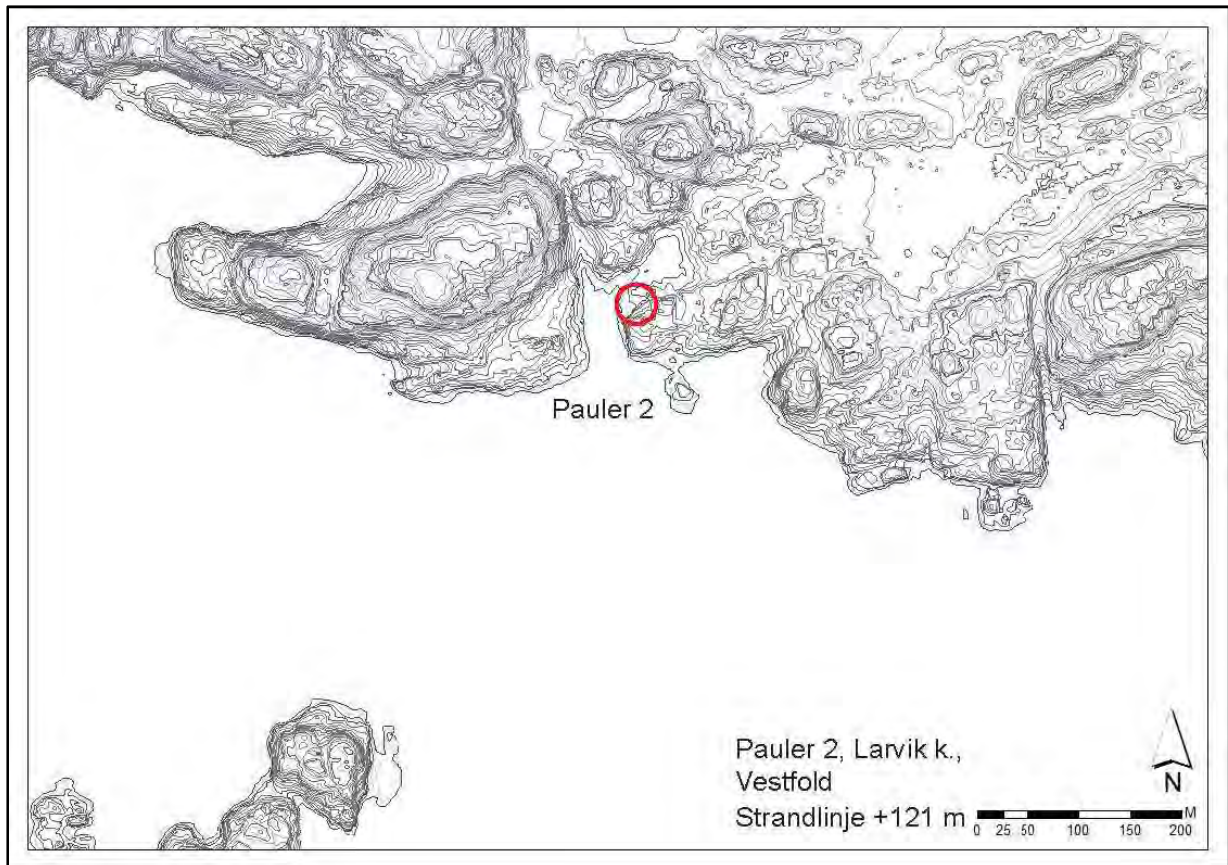 Pauler 2
Pauler 2, Larvik k.,
Vestfold
Strandlinje +121 m
N
M
0 25 50 100 150 200